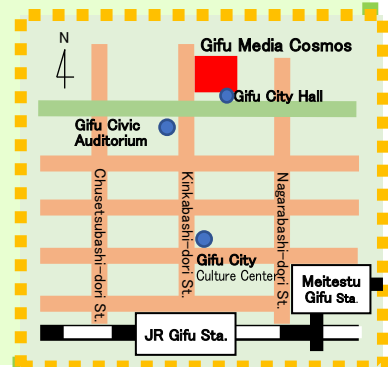 N
Gifu Media Cosmos
Gifu City Hall
Gifu Civic
Auditorium
Chusetsubashi-dori St.
Kinkabashi-dori St.
Nagarabashi-dori St.
Gifu City
Culture Center
Meitestu
Gifu Sta.
JR Gifu Sta.